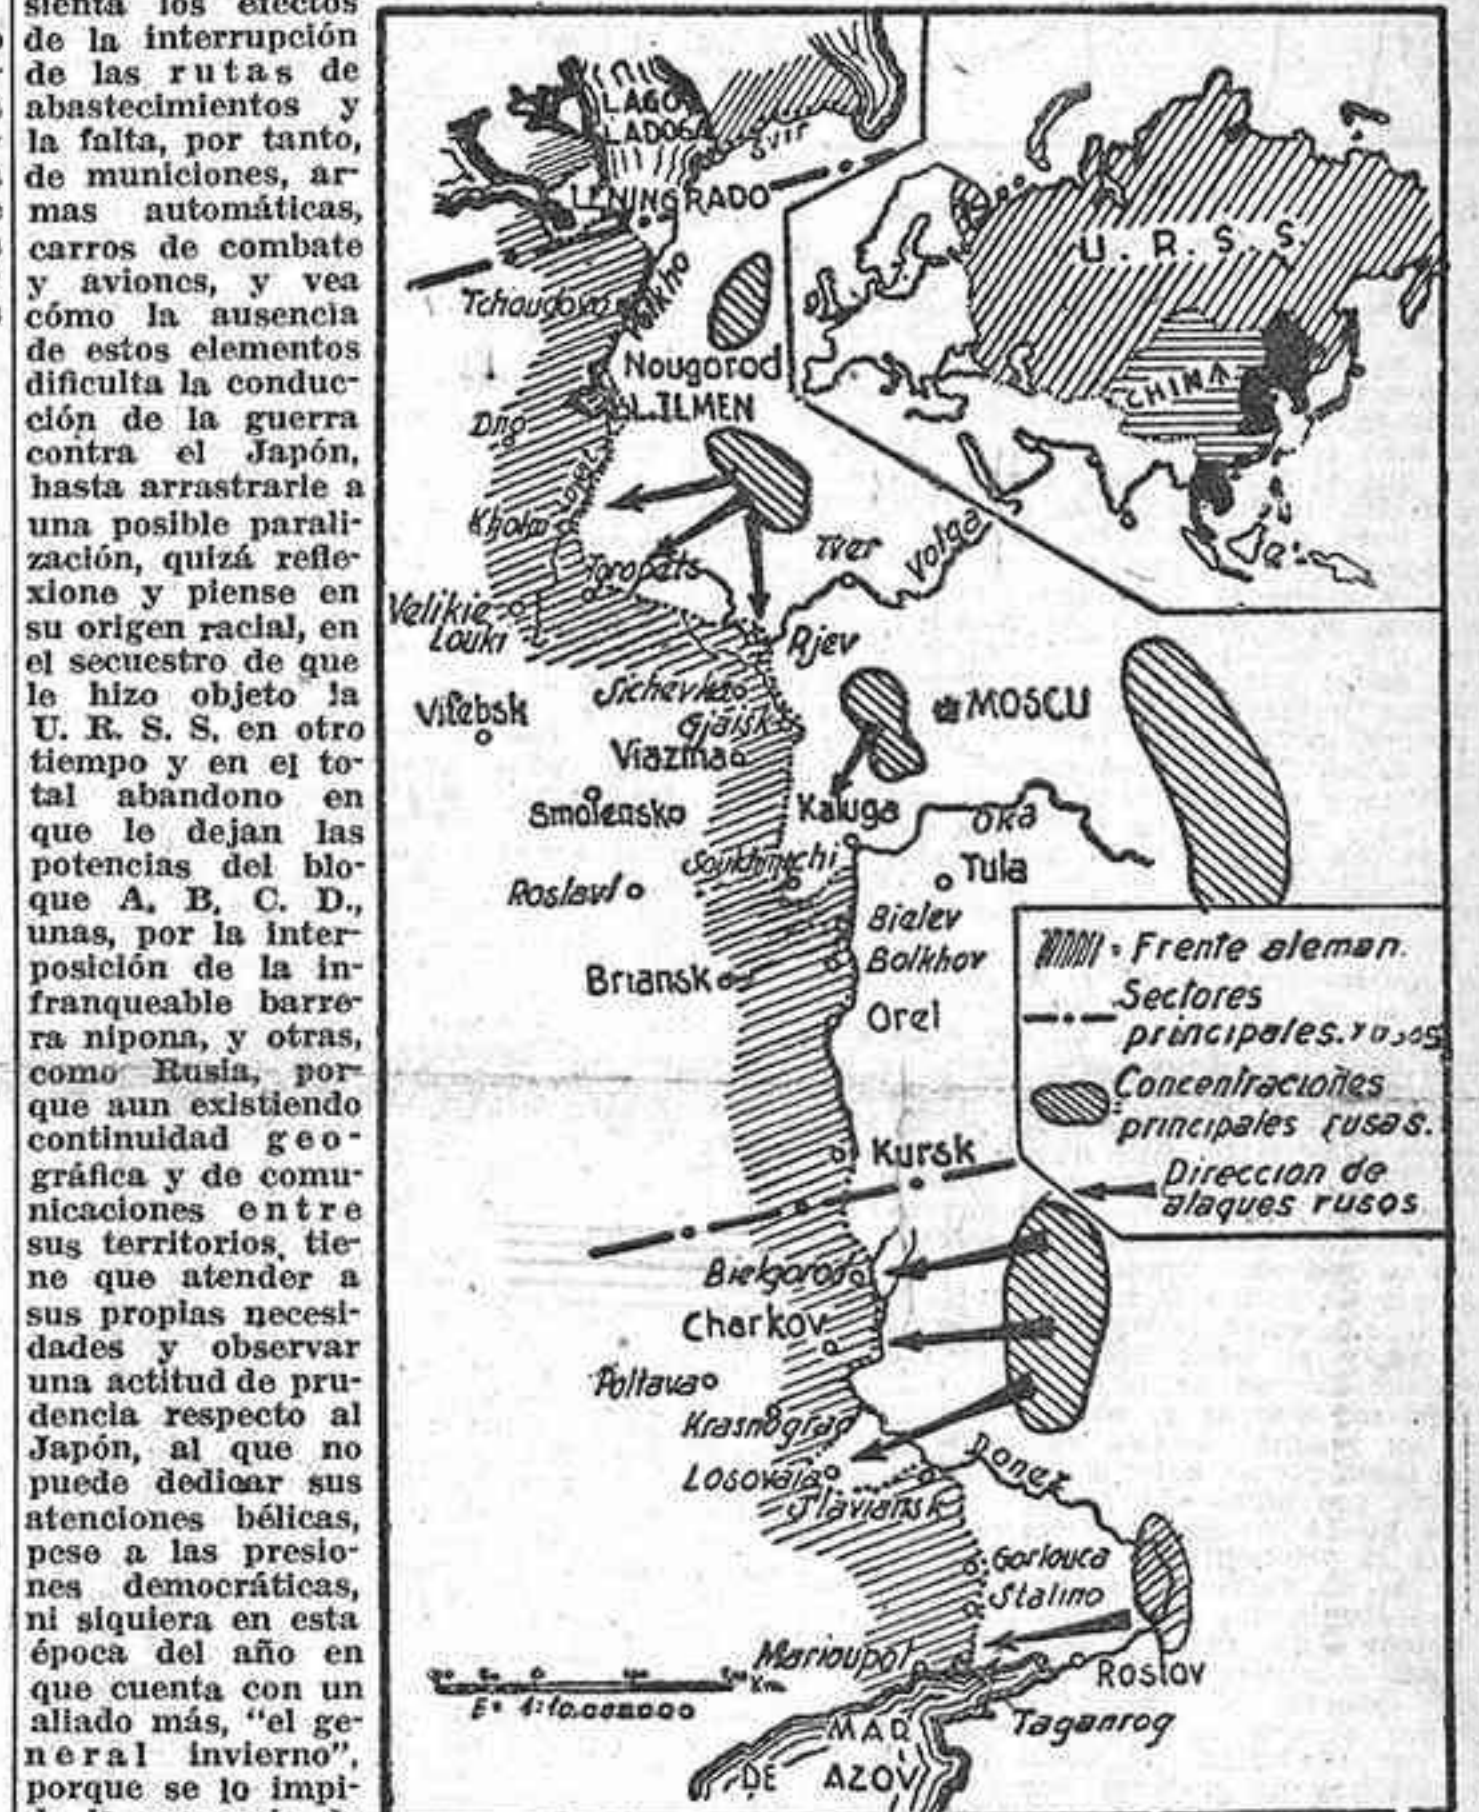 sienta los efectos
de la interrupción
de las rutas de
abastecimientos y
la falta, por tanto,
de municiones, ar-
mas automáticas,
carros de combate
y aviones, y vea
cómo la ausencia
de estos elementos
dificulta la conduc-
ción de la guerra
contra el Japón,
hasta arrastrarle a
una posible parali-
zación, quizá refle-
xione y piense en
su origen racial, en
el secuestro de que
le hizo objeto la
U. R. S. S. en otro
tiempo y en el to-
tal abandono en
que le dejan las
potencias del blo-
que A. B. C. D.,
unas, por la inter-
posición de la in-
franqueable barre-
ra nipona, y otras,
como Rusia, por-
que aun existiendo
continuidad geo-
gráfica y de comu-
nicaciones entre
sus territorios, tie-
ne que atender a
sus propias necesi-
dades y observar
una actitud de pru-
dencia respecto al
Japón, al que no
puede dedicar sus
atenciones bélicas,
pese a las presio-
nes democráticas,
ni siquiera en esta
época del año en
que cuenta con un
aliado más, "el ge-
neral invierno",
porque se lo impi-
LAGO
LADOGA
Svir
LENINGRADO
Tchoudovo
Volkho
Nougorod
L. ILMEN
Dno
Lovat
Kholm
Toropets
Tver
Volga
Velikie
Louki
Rjev
Sichevka
Gjatsk
Vitebsk
Viazma
MOSCU
Smolensko
Kaluga
Oka
Soukhinichi
Tula
Roslavl
Bielev
Bolkhov
Briansk
Orel
Kursk
Bielgorod
Charkov
Poltava
Krasnograd
Donez
Losovaia
Slaviansk
Gorlouca
Stalino
Marioupol
Rostov
Taganrog
MAR
DE AZOV
Km.
E= 1:10.000000
U. R. S. S.
CHINA
Frente aleman.
Sectores
principales. rusos
Concentraciones
principales rusas.
Direccion de
ataques rusos